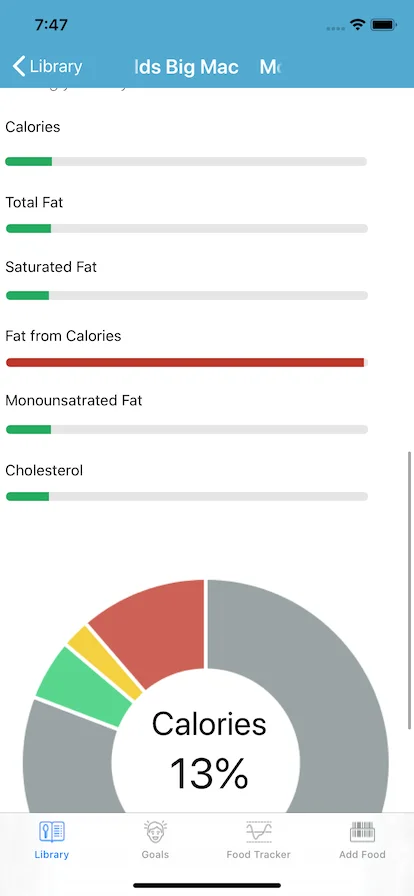 7:47
Library
lds Big Mac
Calories
Total Fat
Saturated Fat
Fat from Calories
Monounsatrated Fat
Cholesterol
Calories
13%
Library
Goals
Food Tracker
Add Food